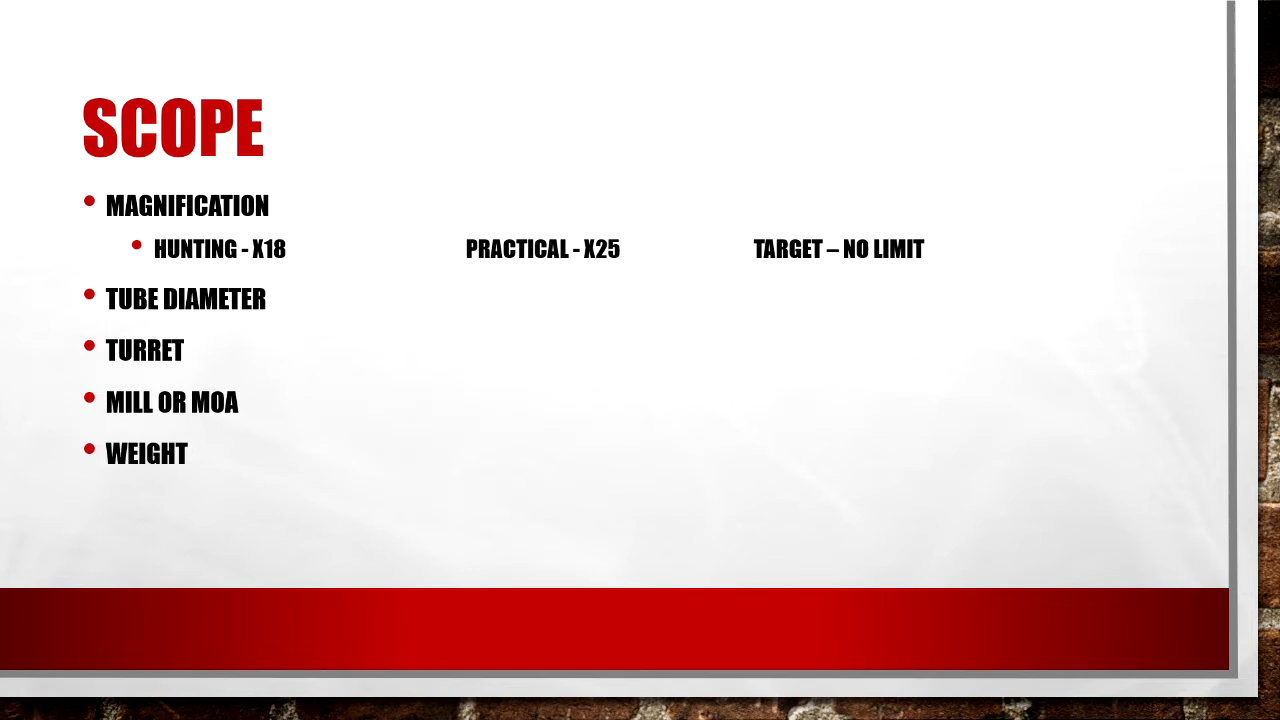 SCOPE
• MAGNIFICATION
• HUNTING - X18 PRACTICAL - X25 TARGET – NO LIMIT
• TUBE DIAMETER
• TURRET
• MILL OR MOA
• WEIGHT